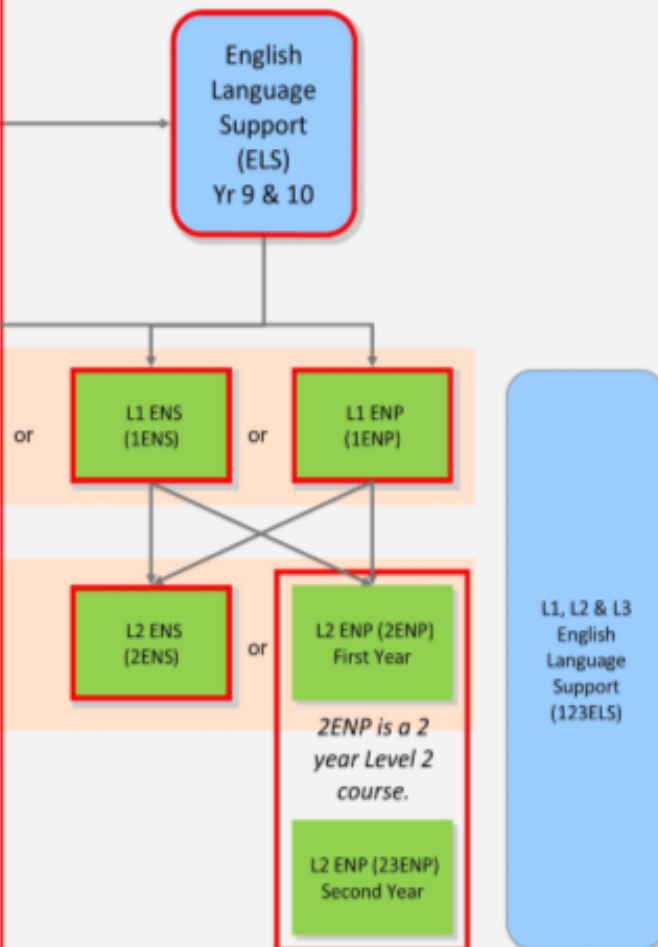 English
Language
Support
(ELS)
Yr 9 & 10
or
L1 ENS
(1ENS)
or
L1 ENP
(1ENP)
L2 ENS
(2ENS)
or
L2 ENP (2ENP)
First Year
2ENP is a 2
year Level 2
course.
L2 ENP (23ENP)
Second Year
L1, L2 & L3
English
Language
Support
(123ELS)